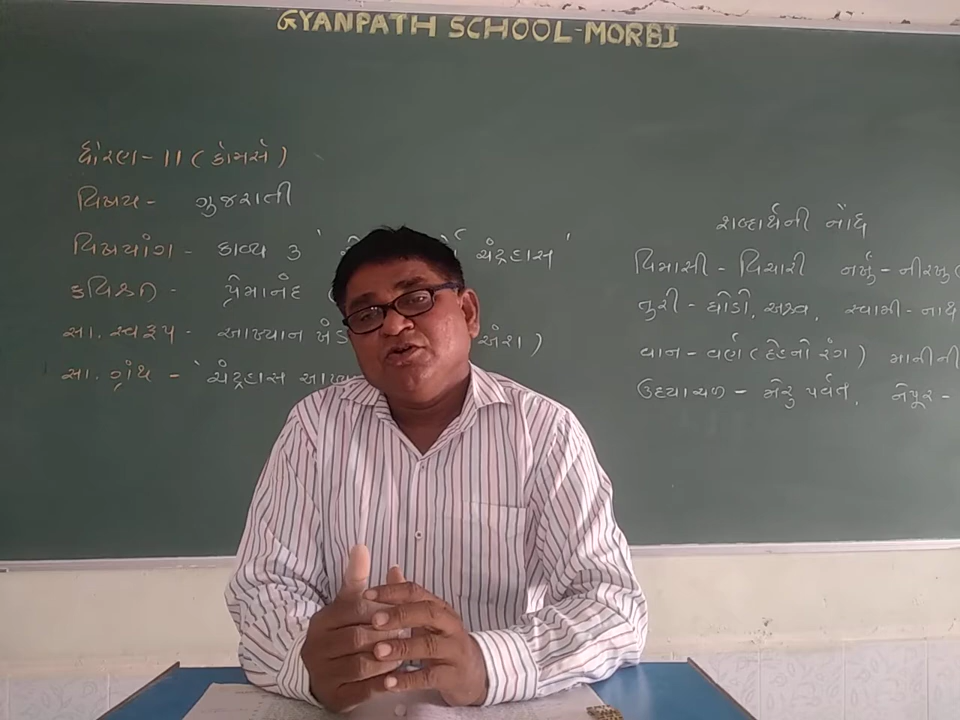 GYANPATH SCHOOL-MORBI
ધોરણ - 11 ( કોમર્સ )
વિષય - ગુજરાતી
વિષયાંગ - કાવ્ય ૩ ' ચંદ્રહાસ '
કવિશ્રી - પ્રેમાનંદ
સા. સ્વરૂપ - આખ્યાન ખંડ અંશ )
સા. ગ્રંથ - ' ચંદ્રહાસ
શબ્દાર્થની નોંધ
વિમાસી - વિચારી નર્ખુ - નીરખુ
તુરી - ઘોડી, અશ્વ, સ્વામી - નાથ
વાન - વર્ણ ( દેહનો રંગ ) માનીની
ઉદયાચળ - મેરુ પર્વત, નેપૂર -